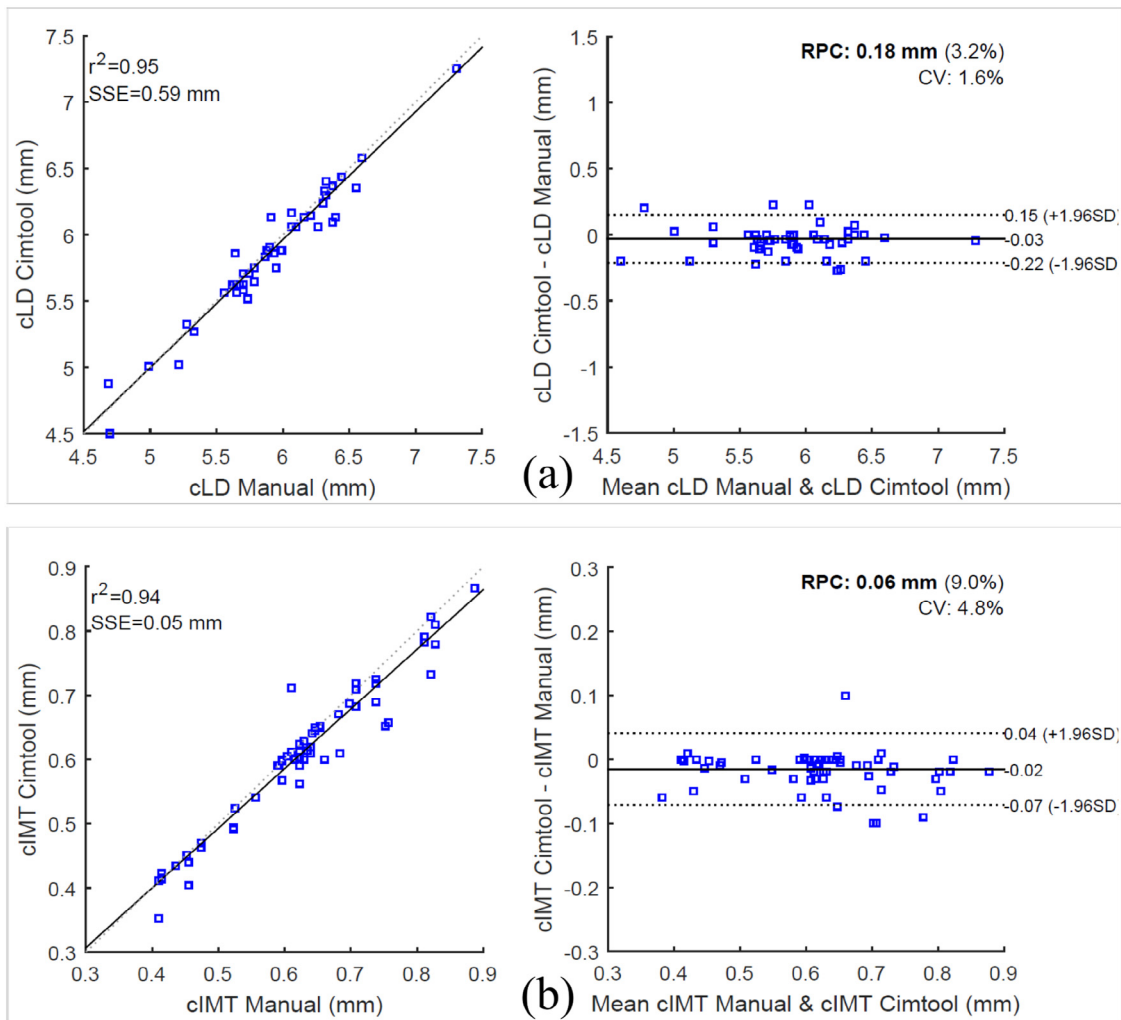 7.5
7
6.5
6
5.5
5
4.5
r²=0.95
SSE=0.59 mm
cLD Cimtool (mm)
4.5 5 5.5 6 6.5 7 7.5
cLD Manual (mm)
1.5
1
0.5
0
-0.5
-1
-1.5
RPC: 0.18 mm (3.2%)
CV: 1.6%
0.15 (+1.96SD)
-0.03
-0.22 (-1.96SD
cLD Cimtool - cLD Manual (mm)
4.5 5 5.5 6 6.5 7 7.5
Mean cLD Manual & cLD Cimtool (mm)
(a)
0.9
0.8
0.7
0.6
0.5
0.4
0.3
r²=0.94
SSE=0.05 mm
cIMT Cimtool (mm)
0.3 0.4 0.5 0.6 0.7 0.8 0.9
cIMT Manual (mm)
0.3
0.2
0.1
0
-0.1
-0.2
-0.3
RPC: 0.06 mm (9.0%)
CV: 4.8%
0.04 (+1.96SD)
-0.02
-0.07 (-1.96SD
cIMT Cimtool - cIMT Manual (mm)
0.3 0.4 0.5 0.6 0.7 0.8 0.9
Mean cIMT Manual & cIMT Cimtool (mm)
(b)